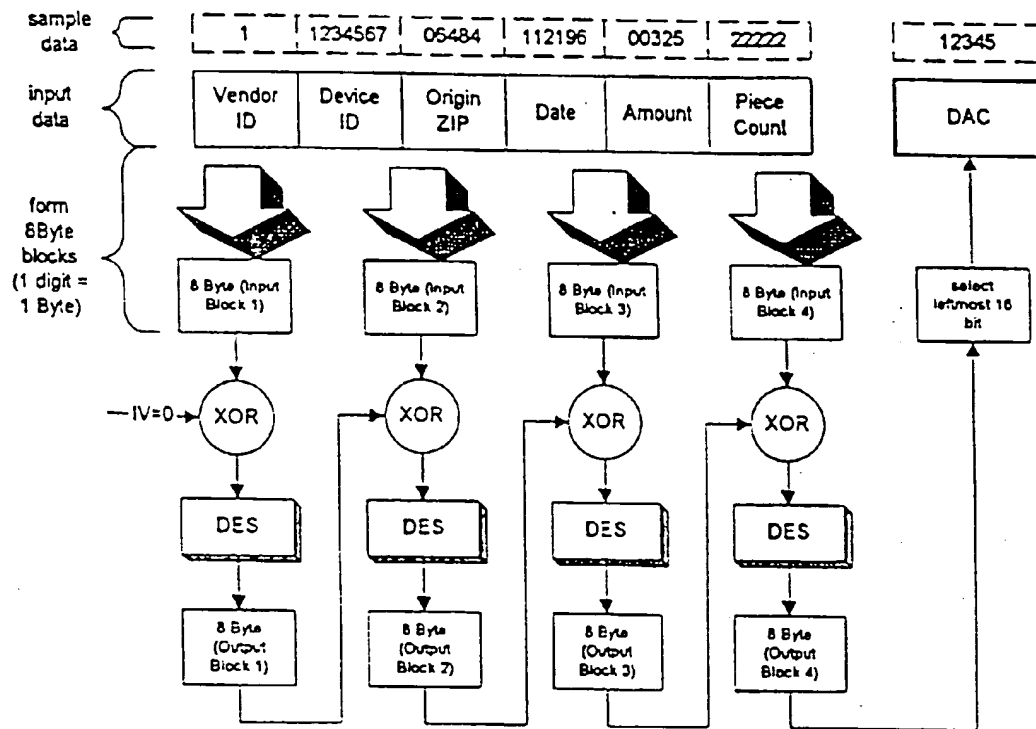 sample
data
1
1234567
06484
112196
00325
22222
12345
input
data
Vendor
ID
Device
ID
Origin
ZIP
Date
Amount
Piece
Count
DAC
form
8Byte
blocks
(1 digit =
1 Byte)
8 Byte (Input
Block 1)
8 Byte (Input
Block 2)
8 Byte (Input
Block 3)
8 Byte (Input
Block 4)
select
leftmost 16
bit
IV=0
XOR
XOR
XOR
XOR
DES
DES
DES
DES
8 Byte
(Output
Block 1)
8 Byte
(Output
Block 2)
8 Byte
(Output
Block 3)
8 Byte
(Output
Block 4)